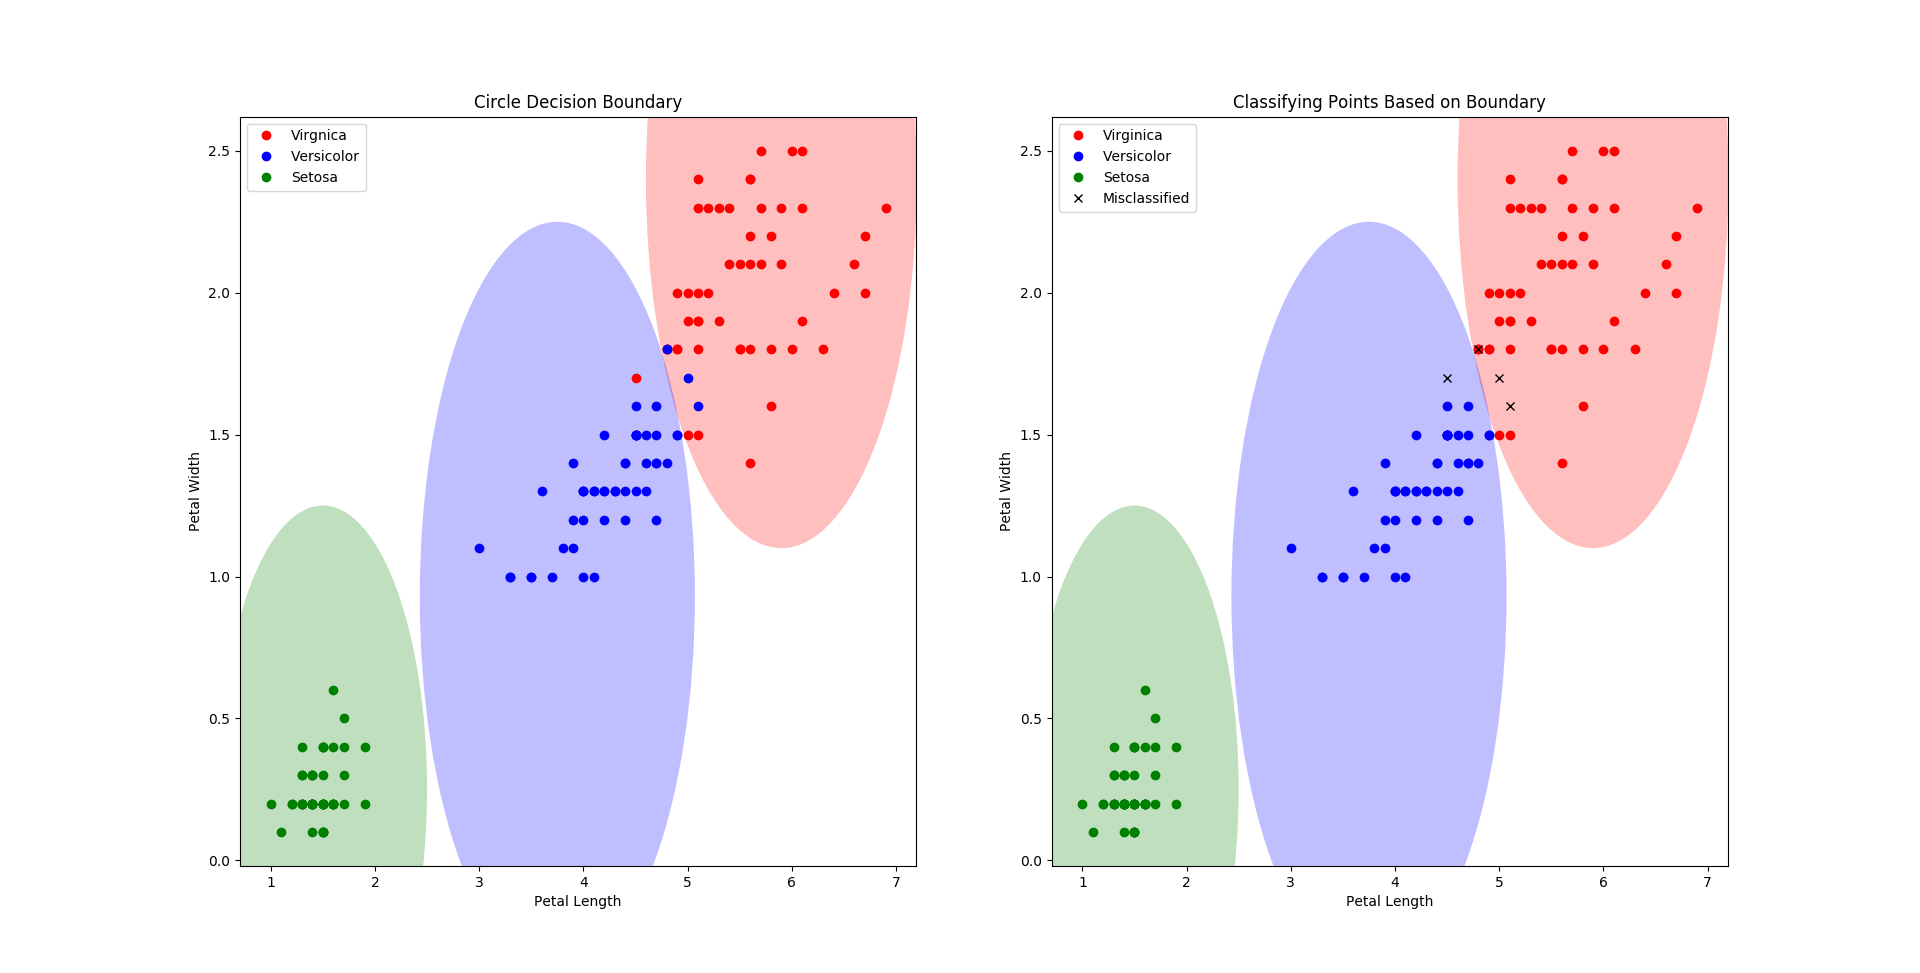 Circle Decision Boundary
Virgnica
Versicolor
Setosa
2.5
2.0
1.5
1.0
0.5
0.0
Petal Width
1 2 3 4 5 6 7
Petal Length
Classifying Points Based on Boundary
Virginica
Versicolor
Setosa
Misclassified
2.5
2.0
1.5
1.0
0.5
0.0
Petal Width
1 2 3 4 5 6 7
Petal Length